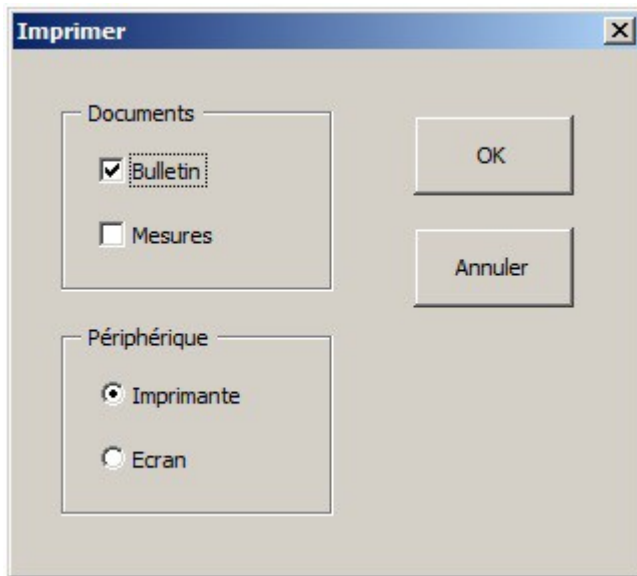 Imprimer
Documents
Bulletin
Mesures
OK
Annuler
Périphérique
Imprimante
Ecran